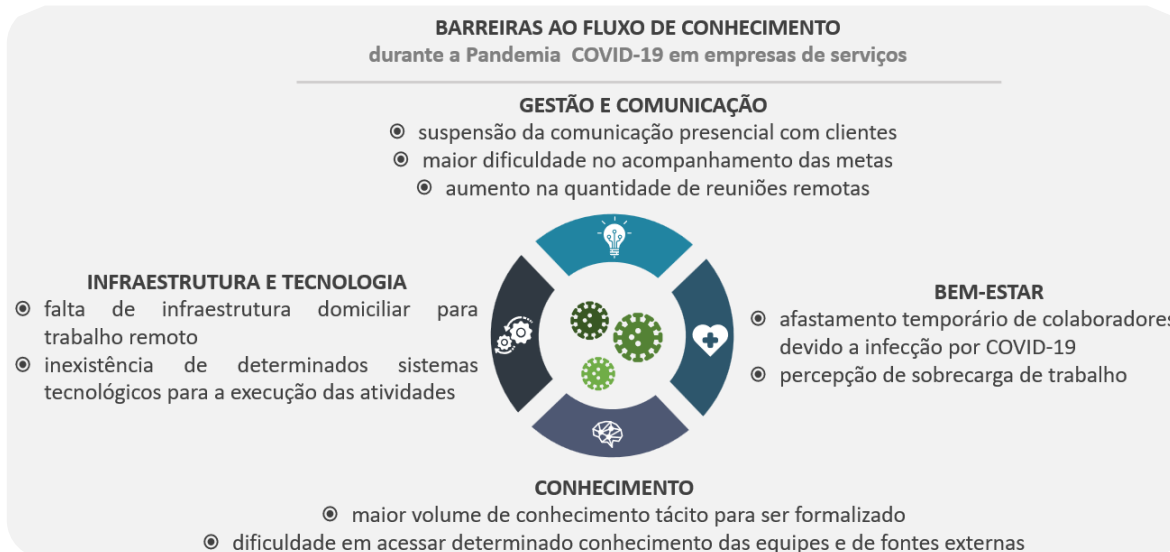 BARREIRAS AO FLUXO DE CONHECIMENTO
durante a Pandemia COVID-19 em empresas de serviços
GESTÃO E COMUNICAÇÃO
suspensão da comunicação presencial com clientes
maior dificuldade no acompanhamento das metas
aumento na quantidade de reuniões remotas
INFRAESTRUTURA E TECNOLOGIA
falta de infraestrutura domiciliar para
trabalho remoto
inexistência de determinados sistemas
tecnológicos para a execução das atividades
BEM-ESTAR
afastamento temporário de colaboradores
devido a infecção por COVID-19
percepção de sobrecarga de trabalho
CONHECIMENTO
maior volume de conhecimento tácito para ser formalizado
dificuldade em acessar determinado conhecimento das equipes e de fontes externas